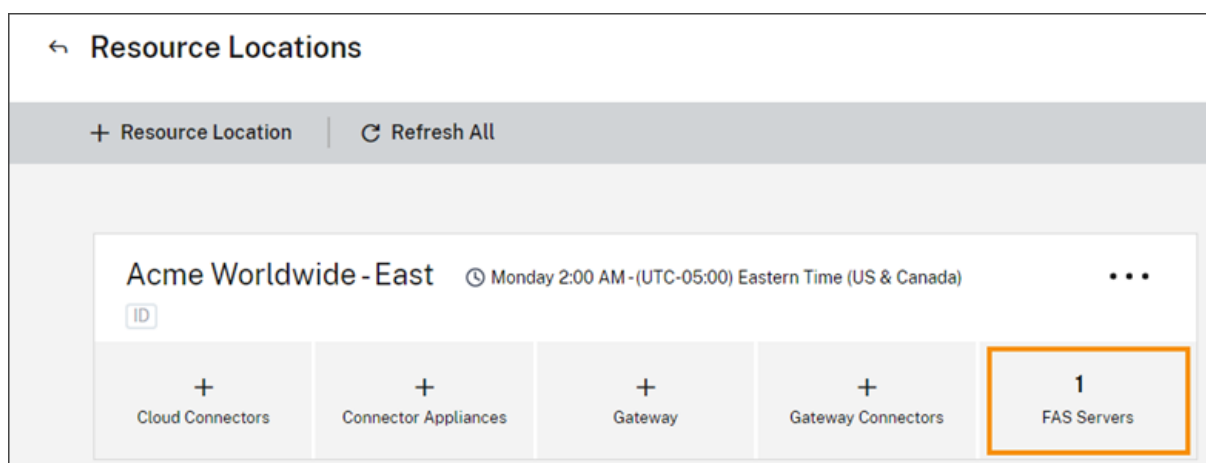 Resource Locations
+ Resource Location Refresh All
Acme Worldwide - East Monday 2:00 AM - (UTC-05:00) Eastern Time (US & Canada)
ID
+ + + + 1
Cloud Connectors Connector Appliances Gateway Gateway Connectors FAS Servers